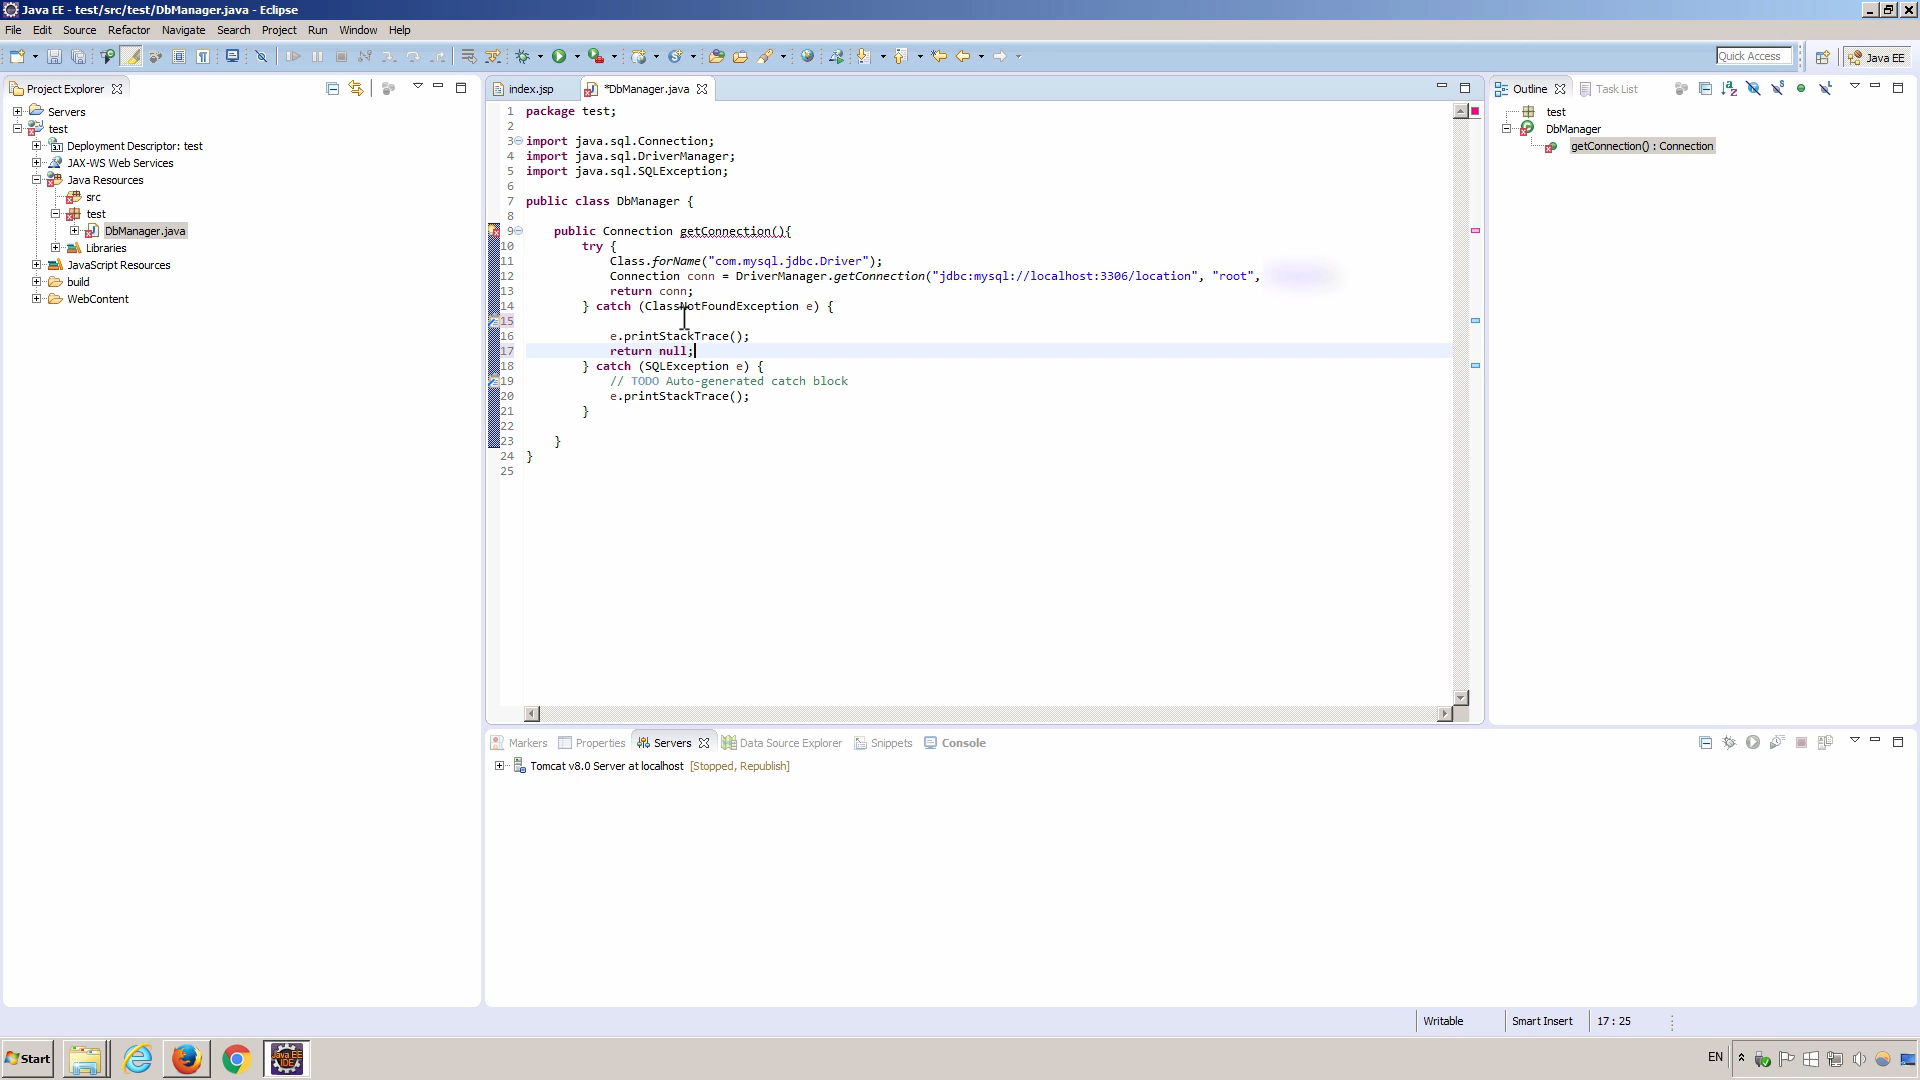 Java EE - test/src/test/DbManager.java - Eclipse
File Edit Source Refactor Navigate Search Project Run Window Help
Quick Access
Java EE
Project Explorer
Servers
test
Deployment Descriptor: test
JAX-WS Web Services
Java Resources
src
test
DbManager.java
Libraries
JavaScript Resources
build
WebContent
index.jsp
*DbManager.java
1 package test;
2
3 import java.sql.Connection;
4 import java.sql.DriverManager;
5 import java.sql.SQLException;
6
7 public class DbManager {
8
9 public Connection getConnection(){
10 try {
11 Class.forName("com.mysql.jdbc.Driver");
12 Connection conn = DriverManager.getConnection("jdbc:mysql://localhost:3306/location", "root",
13 return conn;
14 } catch (ClassNotFoundException e) {
15
16 e.printStackTrace();
17 return null;
18 } catch (SQLException e) {
19 // TODO Auto-generated catch block
20 e.printStackTrace();
21 }
22
23 }
24 }
25
Outline
Task List
test
DbManager
getConnection() : Connection
Markers Properties Servers Data Source Explorer Snippets Console
Tomcat v8.0 Server at localhost [Stopped, Republish]
Writable Smart Insert 17 : 25
Start
Java EE
IDE
EN